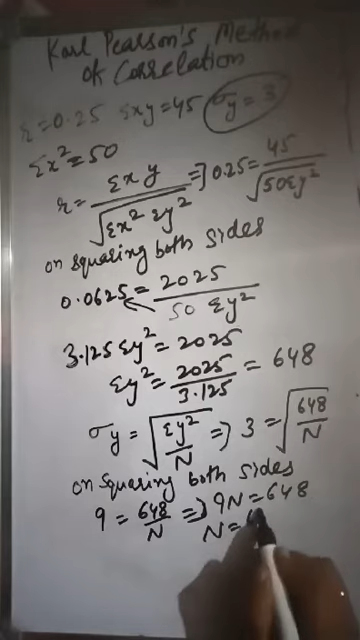 Karl Pearson's Method
of Correlation
r=0.25 Σxy=45 σy=3
Σx²=50
r= Σxy / √Σx² Σy² => 0.25= 45 / √50Σy²
on squaring both sides
0.0625= 2025 / 50 Σy²
3.125Σy²= 2025
Σy²= 2025 / 3.125 = 648
σy= √Σy² / N => 3 = √648 / N
on squaring both sides
9 = 648 / N => 9N=648
N=